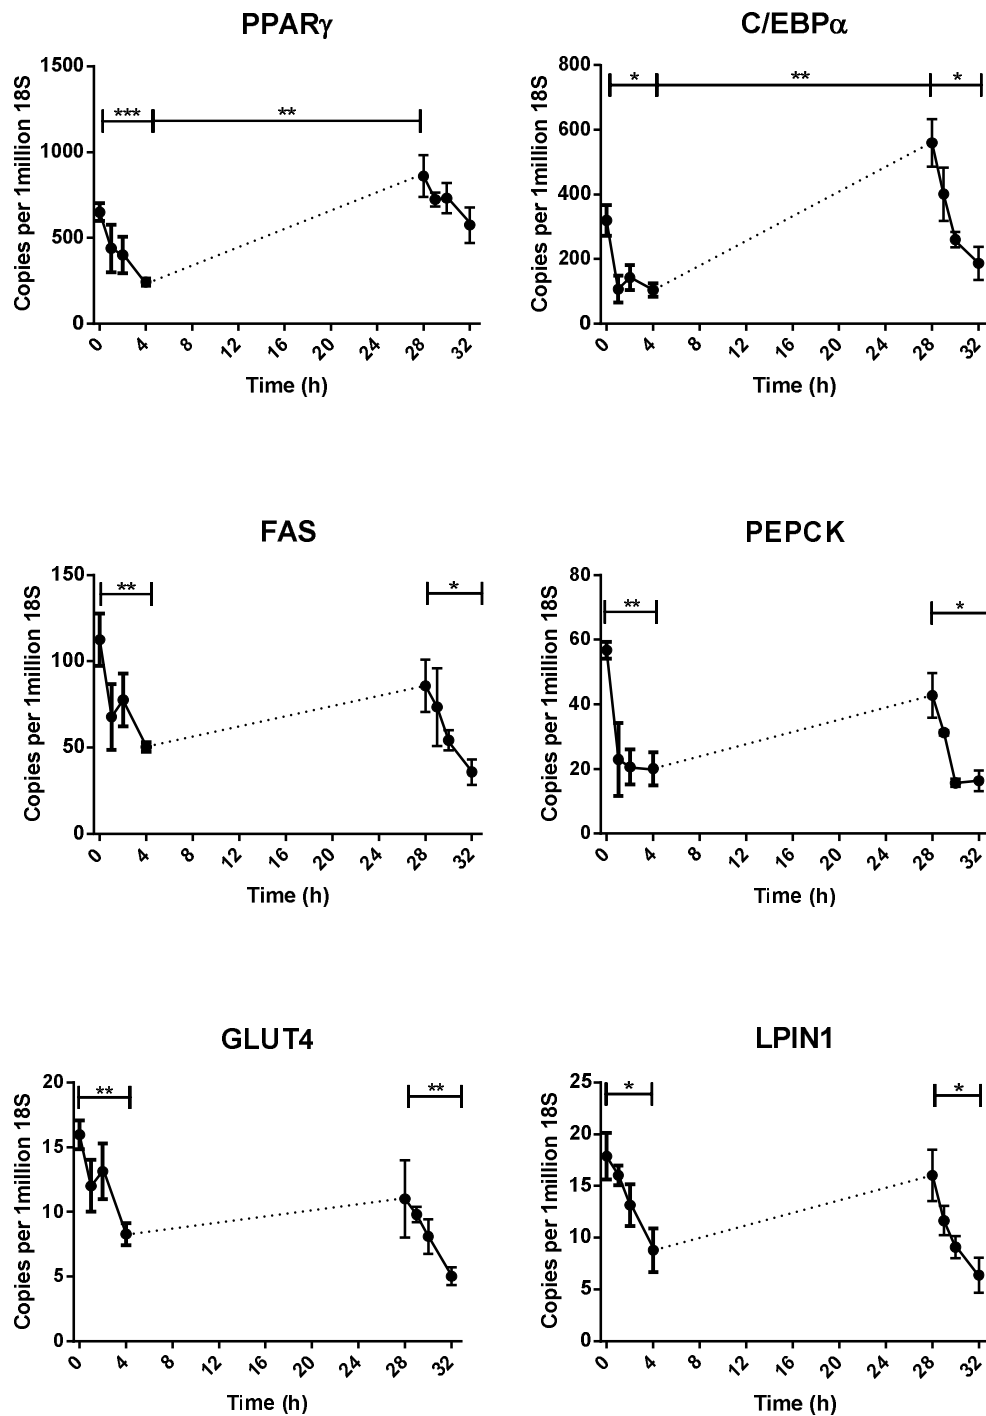 PPARγ
C/EBPα
Copies per 1million 18S
1500
1000
500
0
***
**
0 4 8 12 16 20 24 28 32
Time (h)
Copies per 1million 18S
800
600
400
200
0
*
**
*
0 4 8 12 16 20 24 28 32
Time (h)
FAS
PEPCK
Copies per 1million 18S
150
100
50
0
**
*
0 4 8 12 16 20 24 28 32
Time (h)
Copies per 1million 18S
80
60
40
20
0
**
*
0 4 8 12 16 20 24 28 32
Time (h)
GLUT4
LPIN1
Copies per 1million 18S
20
15
10
5
0
**
**
0 4 8 12 16 20 24 28 32
Time (h)
Copies per 1million 18S
25
20
15
10
5
0
*
*
0 4 8 12 16 20 24 28 32
Time (h)